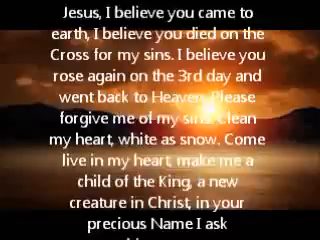 Jesus, I believe you came to
earth, I believe you died on the
Cross for my sins. I believe you
rose again on the 3rd day and
went back to Heaven. Please
forgive me of my sins. Clean
my heart, white as snow. Come
live in my heart, make me a
child of the King, a new
creature in Christ, in your
precious Name I ask